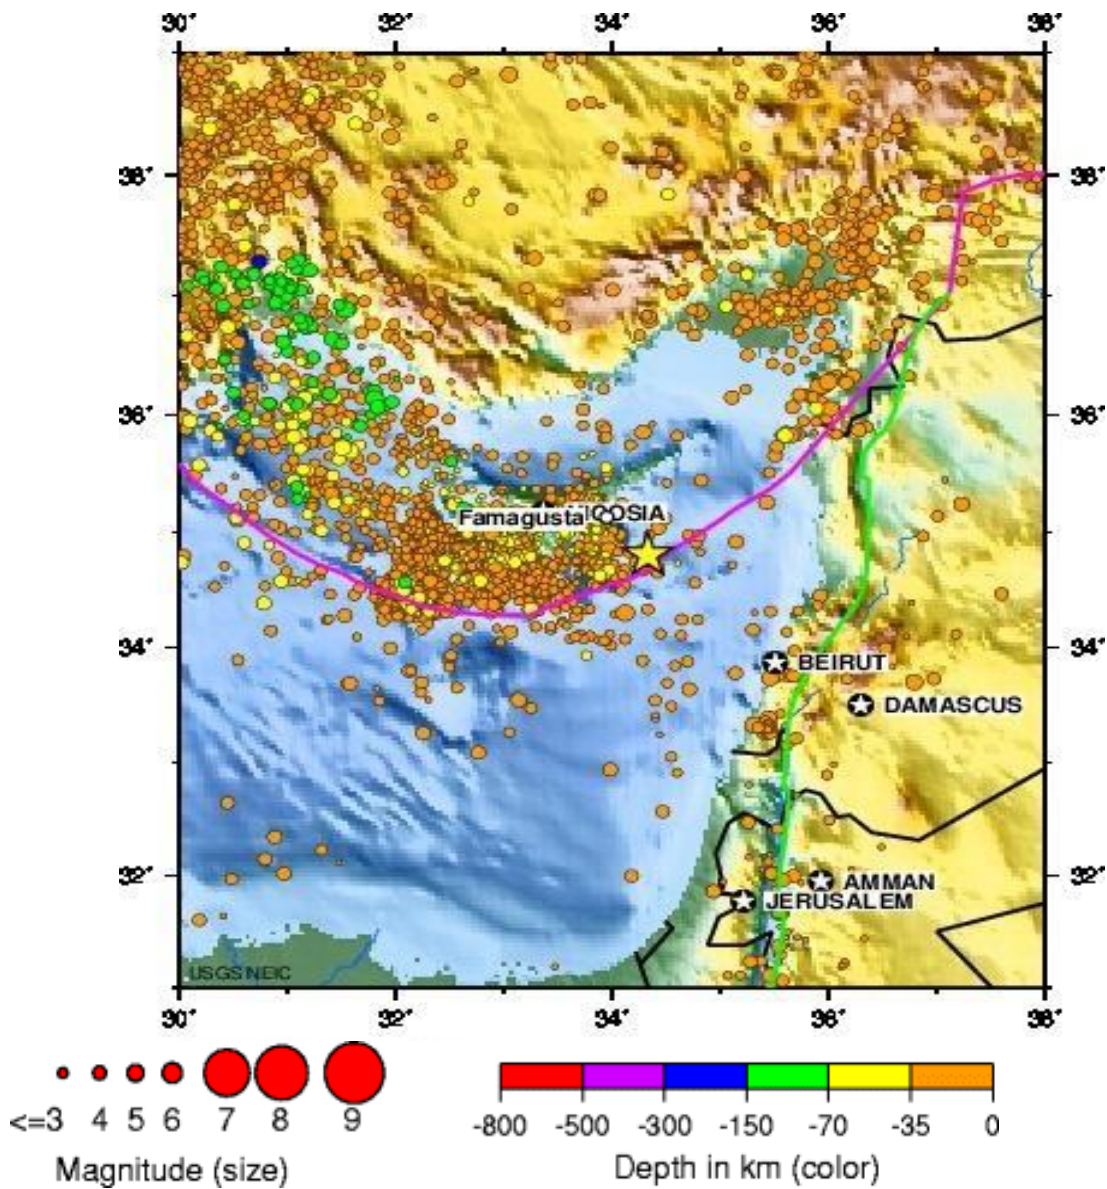 30° 32° 34° 36° 38°
38° 38°
36° 36°
Famagusta NICOSIA
34° 34°
BEIRUT
DAMASCUS
32° 32°
AMMAN
JERUSALEM
USGS NEIC
30° 32° 34° 36° 38°
<=3 4 5 6 7 8 9
Magnitude (size)
-800 -500 -300 -150 -70 -35 0
Depth in km (color)